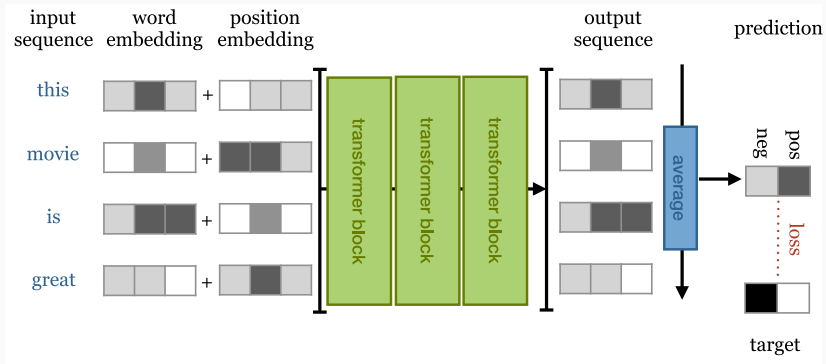 input
sequence
word
embedding
position
embedding
output
sequence
prediction
this
+
movie
+
is
+
great
+
transformer block
transformer block
transformer block
average
neg
pos
loss
target